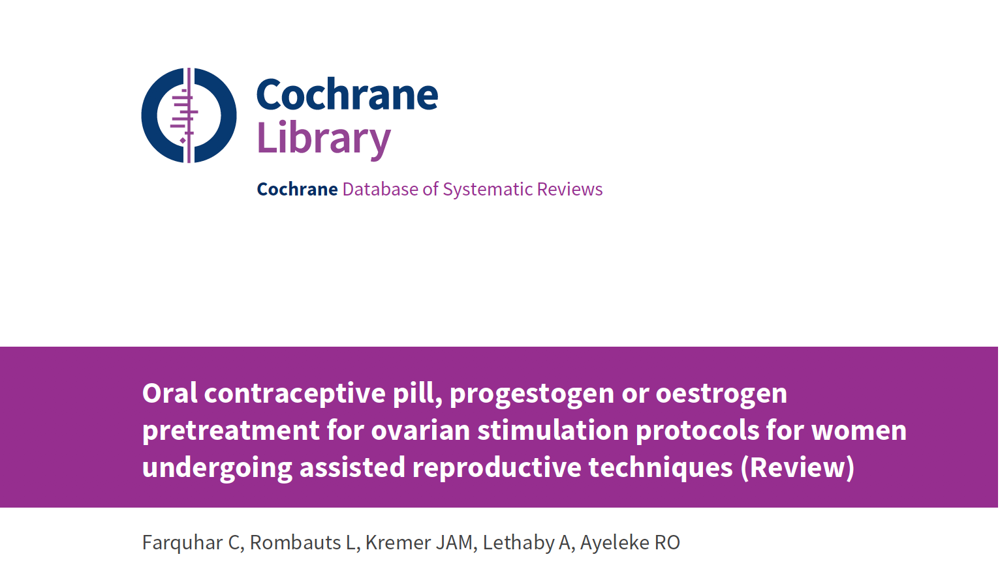 Cochrane
Library
Cochrane Database of Systematic Reviews
Oral contraceptive pill, progestogen or oestrogen
pretreatment for ovarian stimulation protocols for women
undergoing assisted reproductive techniques (Review)
Farquhar C, Rombauts L, Kremer JAM, Lethaby A, Ayeleke RO